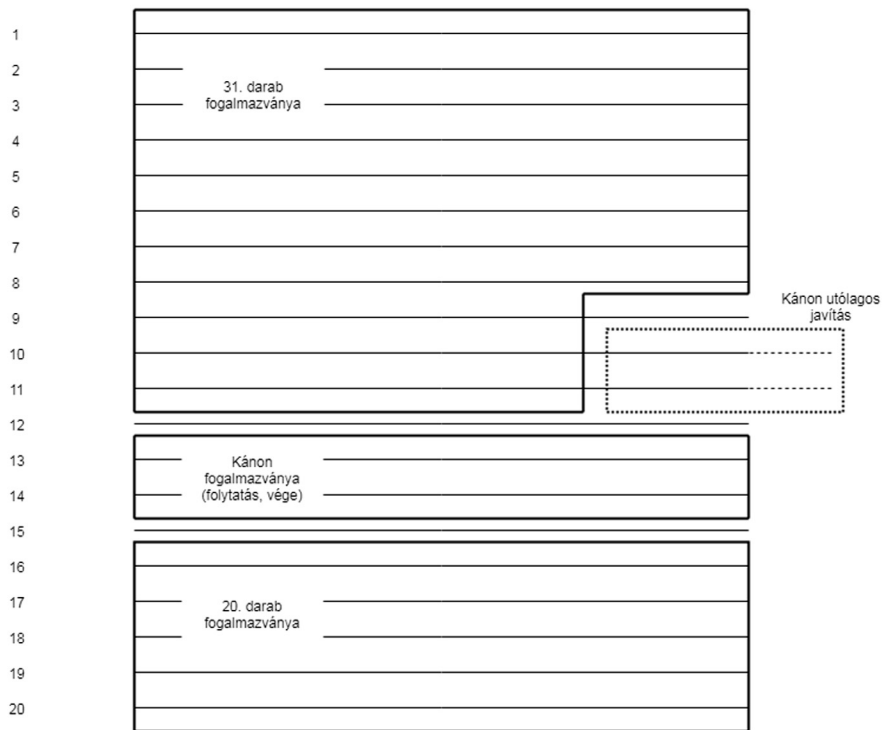 1
2
31. darab
fogalmazványa
3
4
5
6
7
8
Kánon utólagos
javítás
9
10
11
12
13
Kánon
fogalmazványa
(folytatás, vége)
14
15
16
17
20. darab
fogalmazványa
18
19
20